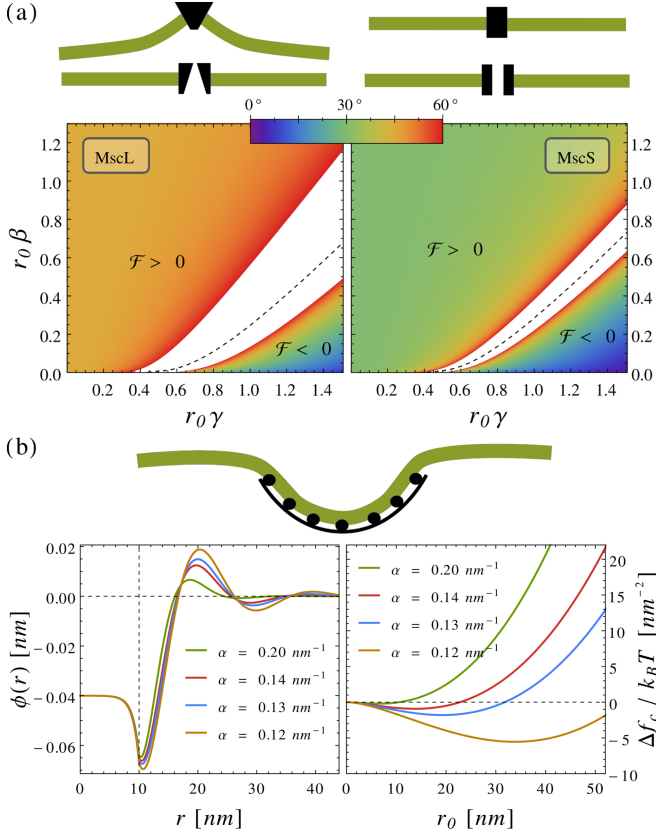 (a)
0° 30° 60°
MscL
MscS
ℱ > 0
ℱ < 0
ℱ > 0
ℱ < 0
r₀ β
1.2
1.0
0.8
0.6
0.4
0.2
0.0
1.2
1.0
0.8
0.6
0.4
0.2
0.0
0.2 0.4 0.6 0.8 1.0 1.2 1.4
0.2 0.4 0.6 0.8 1.0 1.2 1.4
r₀ γ
r₀ γ
(b)
ϕ(r) [nm]
0.02
0.00
−0.02
−0.04
−0.06
α = 0.20 nm⁻¹
α = 0.14 nm⁻¹
α = 0.13 nm⁻¹
α = 0.12 nm⁻¹
0 10 20 30 40
r [nm]
α = 0.20 nm⁻¹
α = 0.14 nm⁻¹
α = 0.13 nm⁻¹
α = 0.12 nm⁻¹
20
15
10
5
0
−5
−10
Δf_c / k_B T [nm⁻²]
0 10 20 30 40 50
r₀ [nm]